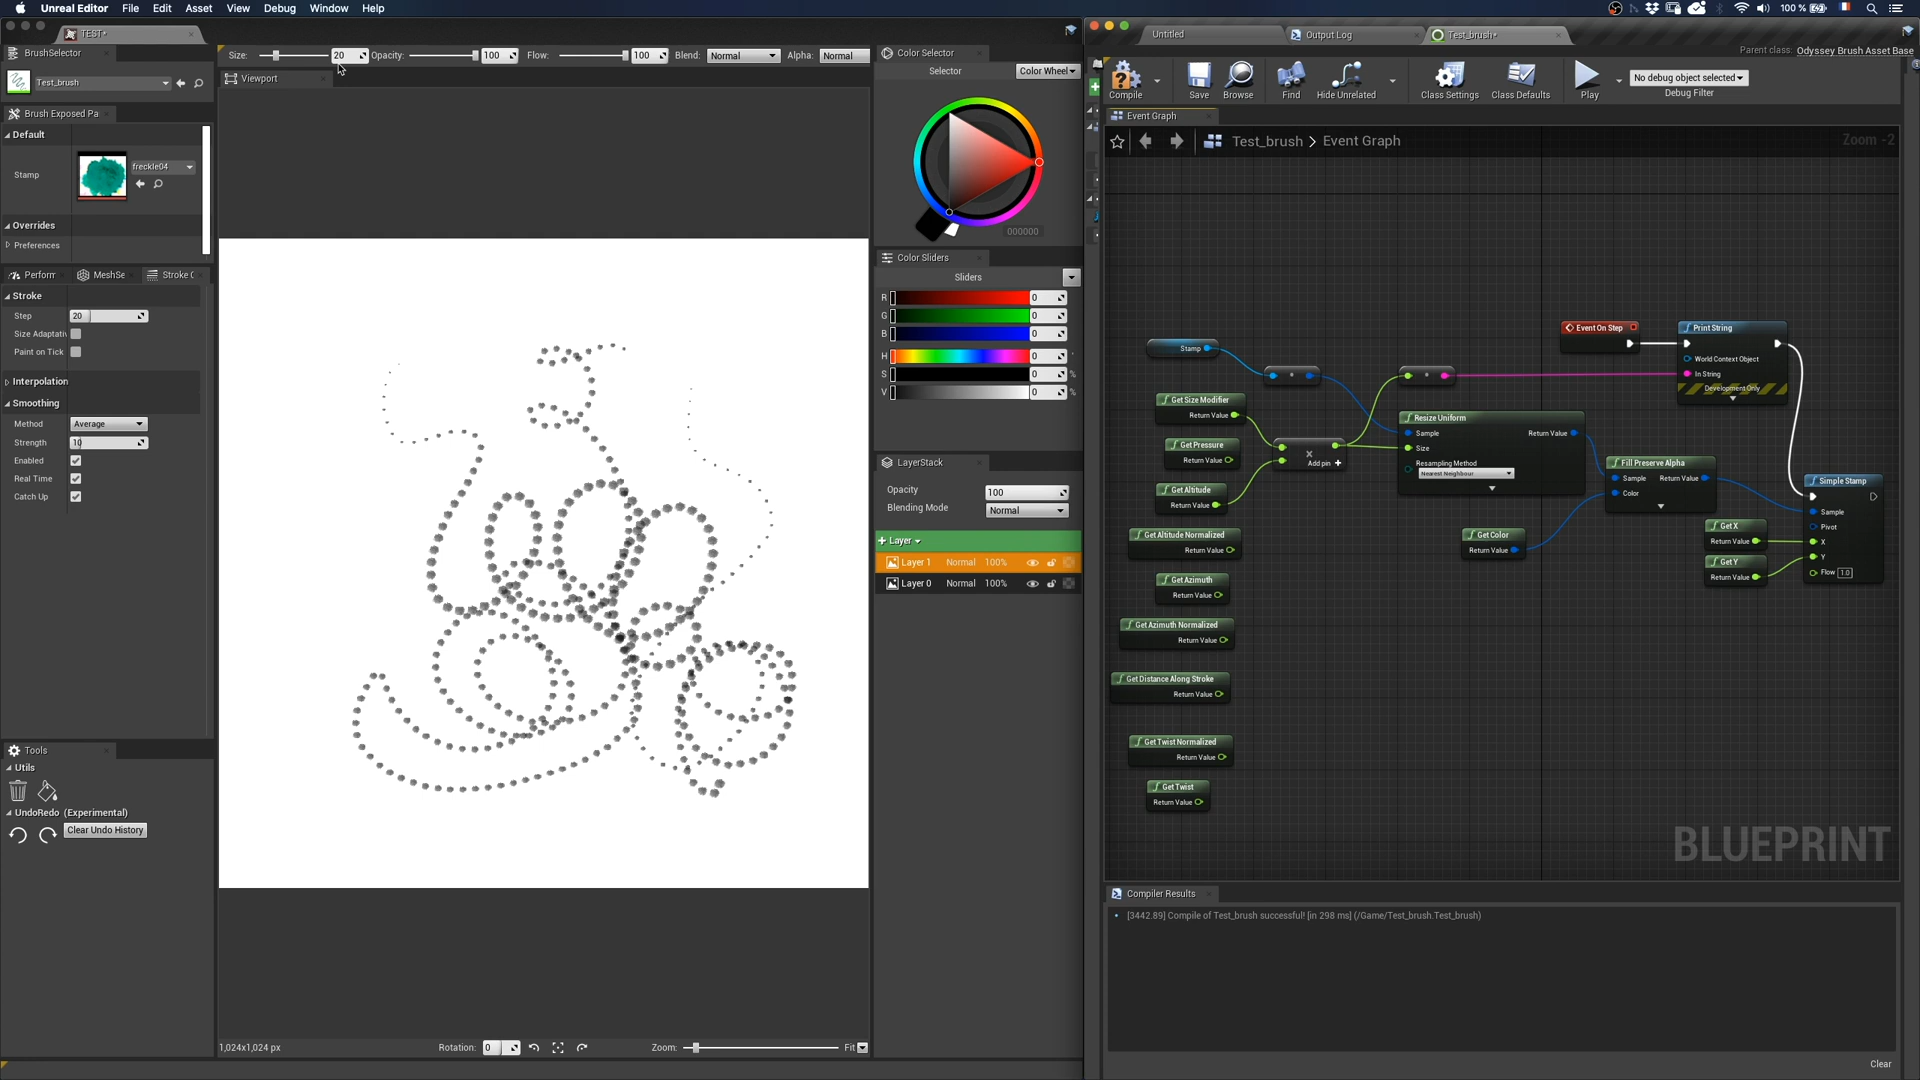 Unreal Editor File Edit Asset View Debug Window Help
100 %
TEST*
BrushSelector
Test_brush
Brush Exposed Pa
Default
Stamp
freckle04
Overrides
Preferences
Perform
MeshSe
Stroke
Stroke
Step 20
Size Adaptati
Paint on Tick
Interpolation
Smoothing
Method Average
Strength 10
Enabled
Real Time
Catch Up
Tools
Utils
UndoRedo (Experimental)
Clear Undo History
Size: 20 Opacity: 100 Flow: 100 Blend: Normal Alpha: Normal
Viewport
1,024x1,024 px
Rotation: 0
Zoom:
Fit
Color Selector
Selector
Color Wheel
000000
Color Sliders
Sliders
R 0
G 0
B 0
H 0 °
S 0 %
V 0 %
LayerStack
Opacity 100
Blending Mode Normal
+ Layer
Layer 1 Normal 100%
Layer 0 Normal 100%
Untitled
Output Log
Test_brush*
Parent class: Odyssey Brush Asset Base
Compile
Save
Browse
Find
Hide Unrelated
Class Settings
Class Defaults
Play
No debug object selected
Debug Filter
Event Graph
Test_brush > Event Graph
Zoom -2
Event On Step
Print String
World Context Object
In String
Development Only
Stamp
Get Size Modifier
Return Value
Get Pressure
Return Value
Get Altitude
Return Value
Get Altitude Normalized
Return Value
Get Azimuth
Return Value
Get Azimuth Normalized
Return Value
Get Distance Along Stroke
Return Value
Get Twist Normalized
Return Value
Get Twist
Return Value
Add pin +
Resize Uniform
Sample
Return Value
Size
Resampling Method
Nearest Neighbour
Fill Preserve Alpha
Sample
Return Value
Color
Get Color
Return Value
Get X
Return Value
Get Y
Return Value
Simple Stamp
Sample
Pivot
X
Y
Flow 1.0
BLUEPRINT
Compiler Results
[3442.89] Compile of Test_brush successful! [in 298 ms] (/Game/Test_brush.Test_brush)
Clear